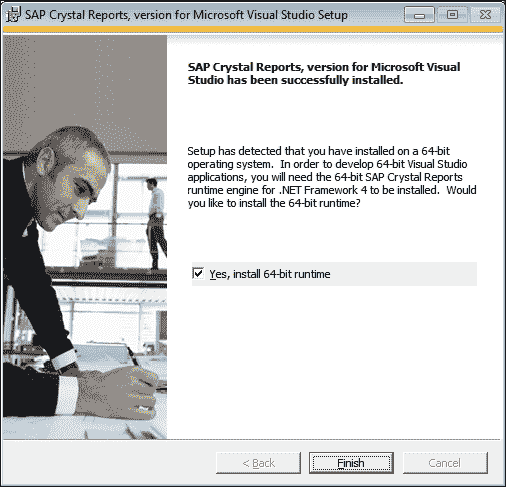 SAP Crystal Reports, version for Microsoft Visual Studio Setup
SAP Crystal Reports, version for Microsoft Visual
Studio has been successfully installed.
Setup has detected that you have installed on a 64-bit
operating system.  In order to develop 64-bit Visual Studio
applications, you will need the 64-bit SAP Crystal Reports
runtime engine for .NET Framework 4 to be installed.  Would
you like to install the 64-bit runtime?
Yes, install 64-bit runtime
< Back
Finish
Cancel